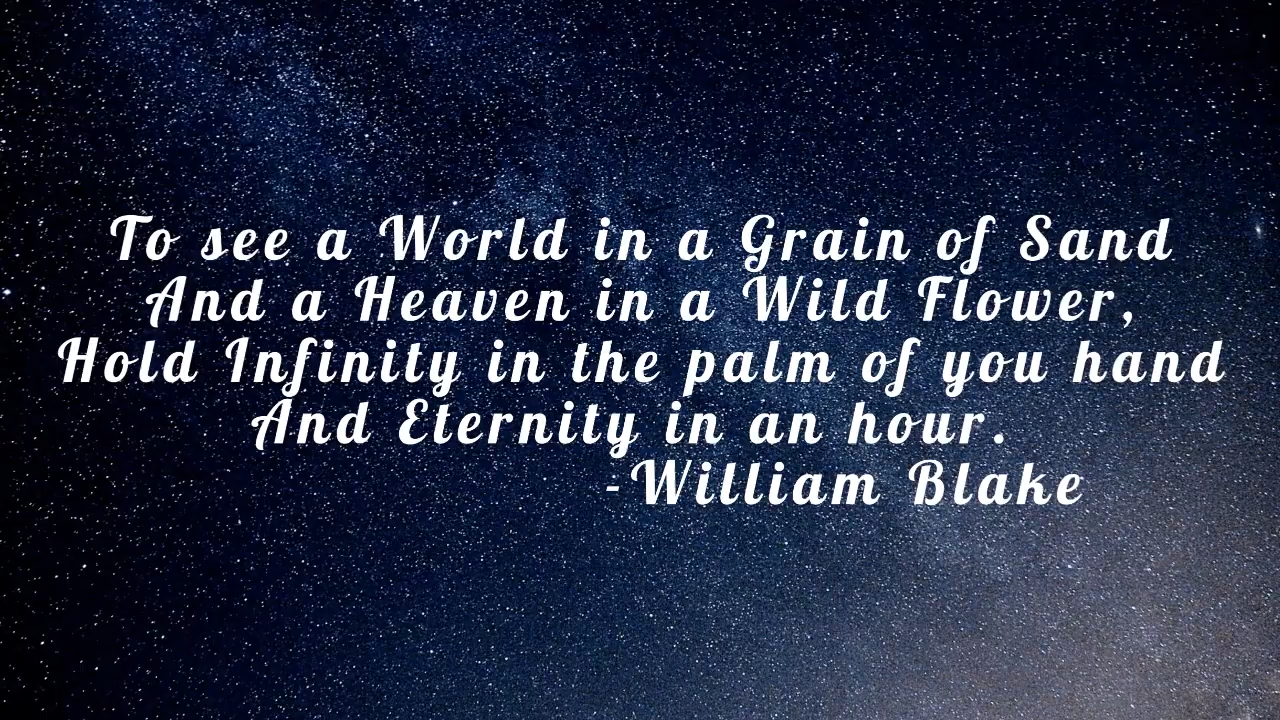 To see a World in a Grain of Sand
And a Heaven in a Wild Flower,
Hold Infinity in the palm of you hand
And Eternity in an hour.
-William Blake